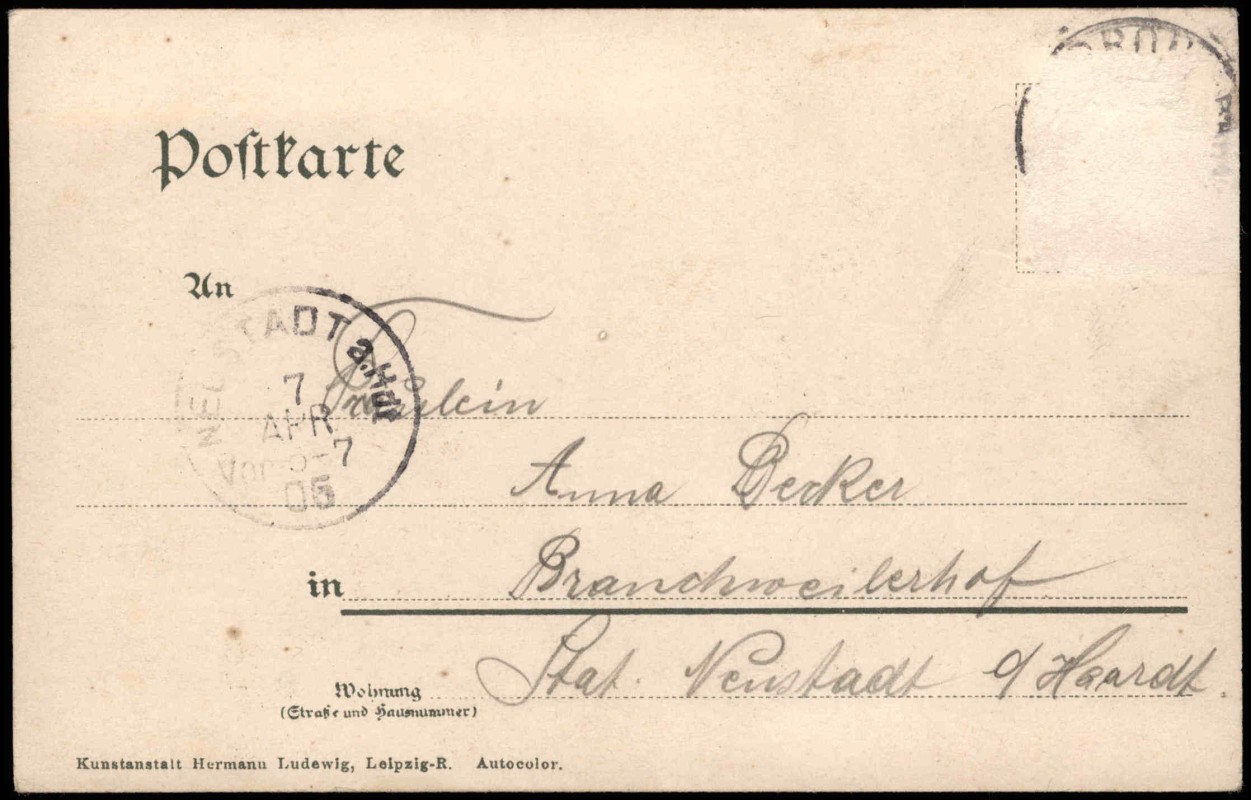 Postkarte
An
NEUSTADT a.Hdt
7
APR
5-7
05
Fräulein
Anna Becker
in Branchweilerhof
Stat. Neustadt a/Haardt.
Wohnung
(Straße und Hausnummer)
Kunstanstalt Hermann Ludewig, Leipzig-R. Autocolor.